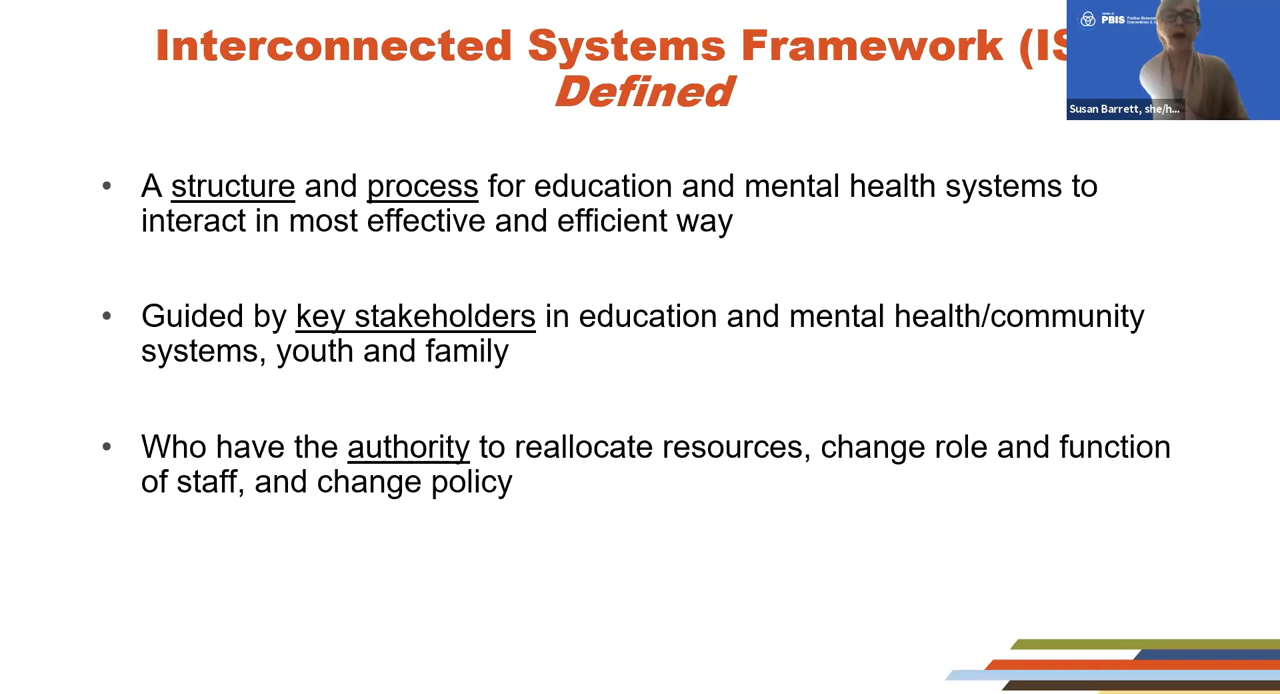 Interconnected Systems Framework (IS
Defined
PBIS
Susan Barrett, she/h...
• A structure and process for education and mental health systems to
interact in most effective and efficient way
• Guided by key stakeholders in education and mental health/community
systems, youth and family
• Who have the authority to reallocate resources, change role and function
of staff, and change policy